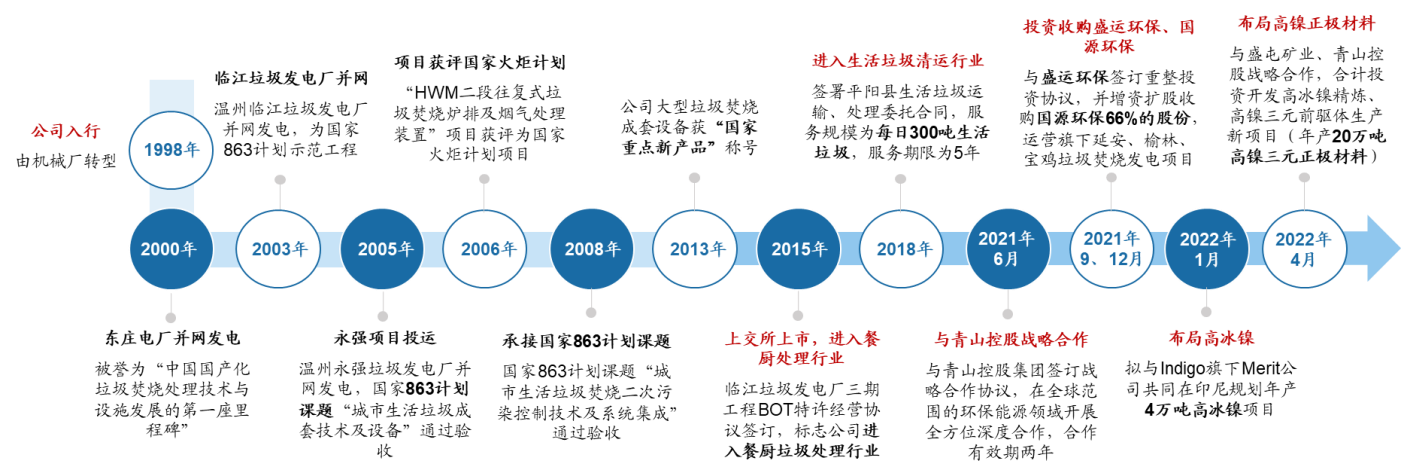 公司入行
由机械厂转型
1998年
2000年
东庄电厂并网发电
被誉为“中国国产化
垃圾焚烧处理技术与
设施发展的第一座里
程碑”
临江垃圾发电厂并网
温州临江垃圾发电厂
并网发电，为国家
863计划示范工程
2003年
2005年
永强项目投运
温州永强垃圾发电厂并
网发电，国家863计划
课题“城市生活垃圾成
套技术及设备”通过验
收
项目获评国家火炬计划
“HWM二段往复式垃
圾焚烧炉排及烟气处理
装置”项目获评为国家
火炬计划项目
2006年
2008年
承接国家863计划课题
国家863计划课题“城
市生活垃圾焚烧二次污
染控制技术及系统集成”
通过验收
公司大型垃圾焚烧
成套设备获“国家
重点新产品”称号
2013年
2015年
上交所上市，进入餐
厨处理行业
临江垃圾发电厂三期
工程BOT特许经营协
议签订，标志公司进
入餐厨垃圾处理行业
进入生活垃圾清运行业
签署平阳县生活垃圾运
输、处理委托合同，服
务规模为每日300吨生活
垃圾，服务期限为5年
2018年
2021年
6月
与青山控股战略合作
与青山控股集团签订战
略合作协议，在全球范
围的环保能源领域开展
全方位深度合作，合作
有效期两年
投资收购盛运环保、国
源环保
与盛运环保签订重整投
资协议，并增资扩股收
购国源环保66%的股份，
运营旗下延安、榆林、
宝鸡垃圾焚烧发电项目
2021年
9、12月
2022年
1月
布局高冰镍
拟与Indigo旗下Merit公
司共同在印尼规划年产
4万吨高冰镍项目
布局高镍正极材料
与盛屯矿业、青山控
股战略合作，合计投
资开发高冰镍精炼、
高镍三元前驱体生产
新项目（年产20万吨
高镍三元正极材料）
2022年
4月